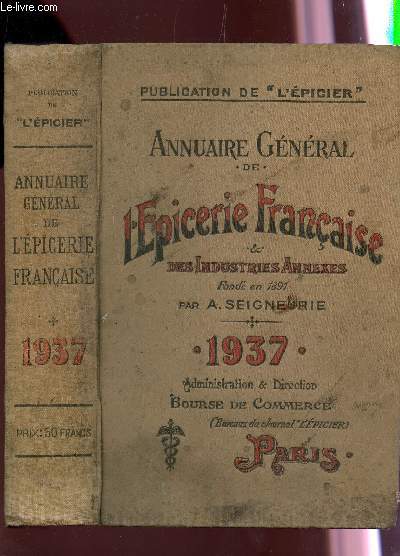 Le-livre.com
PUBLICATION
DE
"L'ÉPICIER"
ANNUAIRE
GÉNÉRAL
DE
L'ÉPICERIE
FRANÇAISE
1937
PRIX: 50 FRANCS
PUBLICATION DE "L'ÉPICIER"
ANNUAIRE GÉNÉRAL
·DE·
l'Epicerie Française
&
DES INDUSTRIES ANNEXES
Fondé en 1891
PAR A. SEIGNEURIE
·1937·
Administration & Direction
BOURSE DE COMMERCE
(Bureaux du journal "L'ÉPICIER)
PARIS·